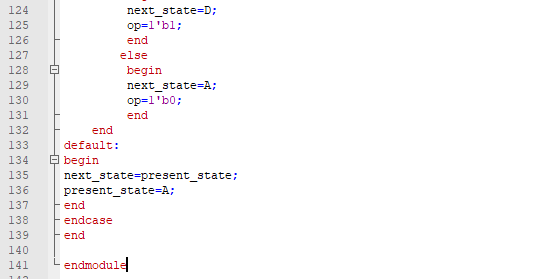 124 next_state=D;
125 op=1'b1;
126 end
127 else
128 begin
129 next_state=A;
130 op=1'b0;
131 end
132 end
133 default:
134 begin
135 next_state=present_state;
136 present_state=A;
137 end
138 endcase
139 end
140
141 endmodule